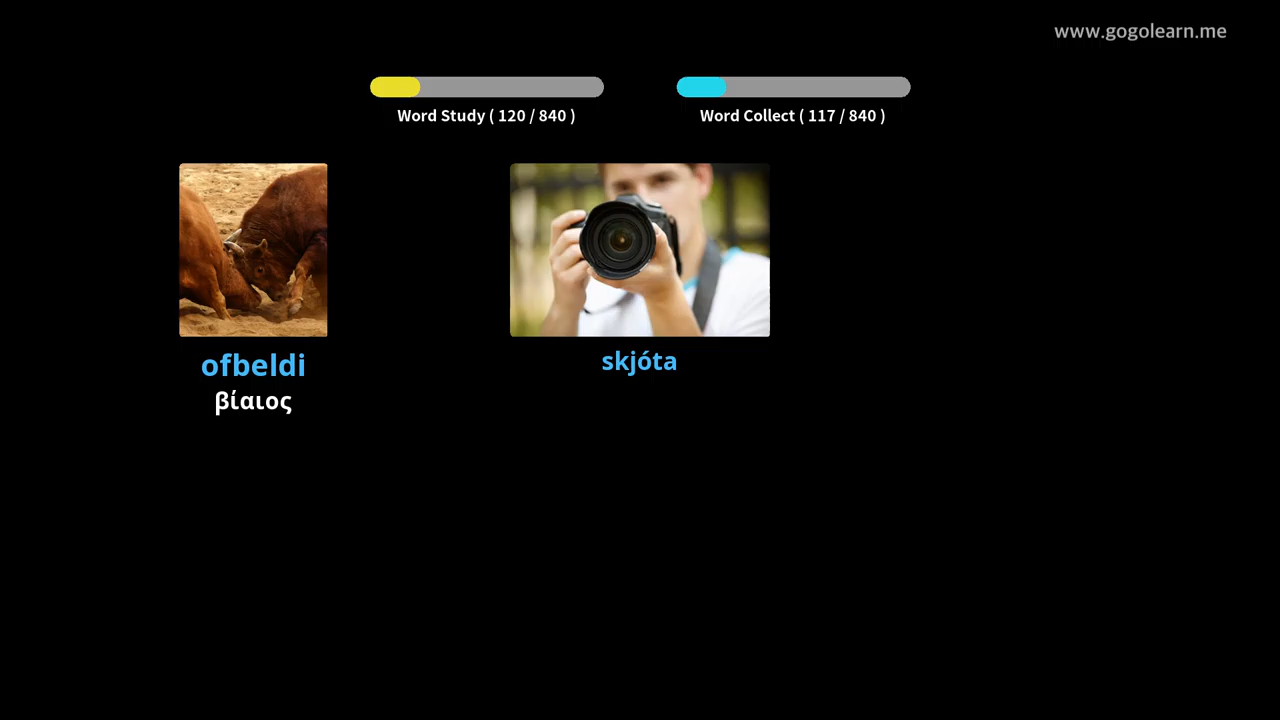 www.gogolearn.me
Word Study ( 120 / 840 )
Word Collect ( 117 / 840 )
ofbeldi
βίαιος
skjóta